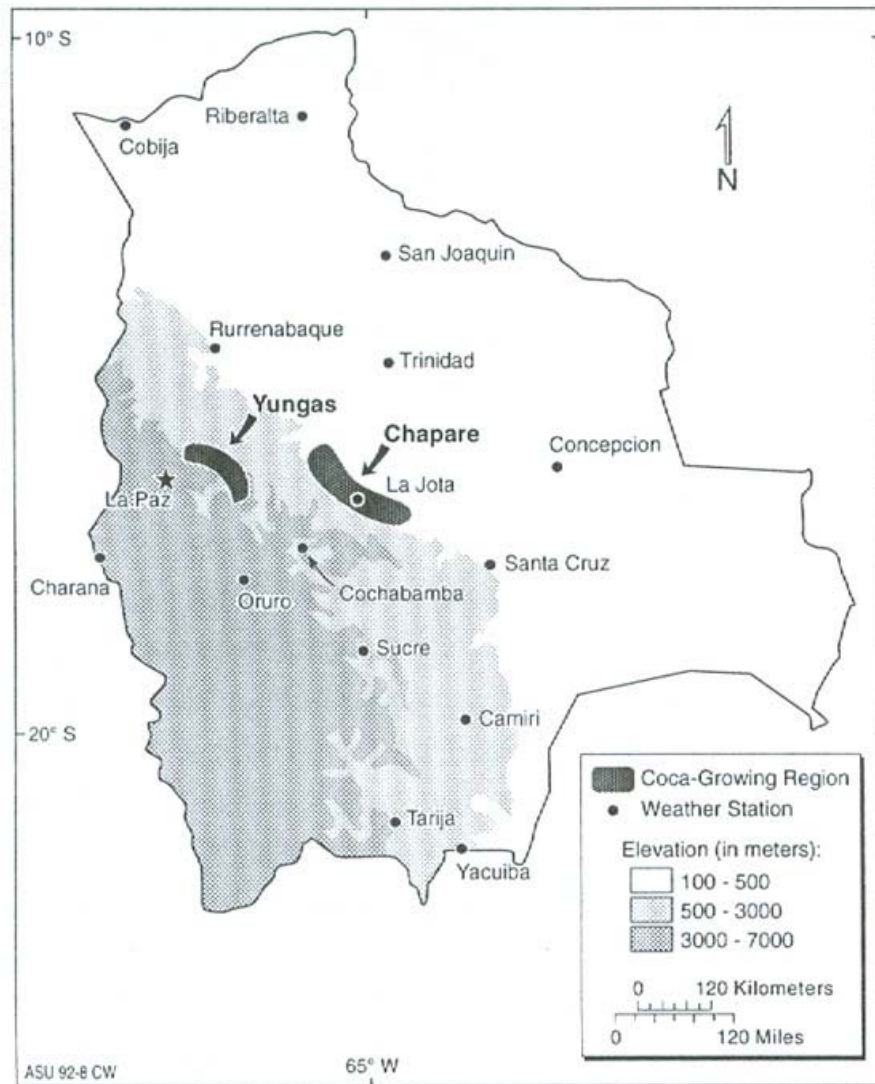 10° S
Riberalta
Cobija
N
San Joaquin
Rurrenabaque
Trinidad
Yungas
Chapare
Concepcion
La Jota
La Paz
Santa Cruz
Charana
Oruro
Cochabamba
Sucre
20° S
Camiri
Coca-Growing Region
Weather Station
Tarija
Elevation (in meters):
Yacuiba
100 - 500
500 - 3000
3000 - 7000
0 120 Kilometers
0 120 Miles
ASU 92-8 CW
65° W